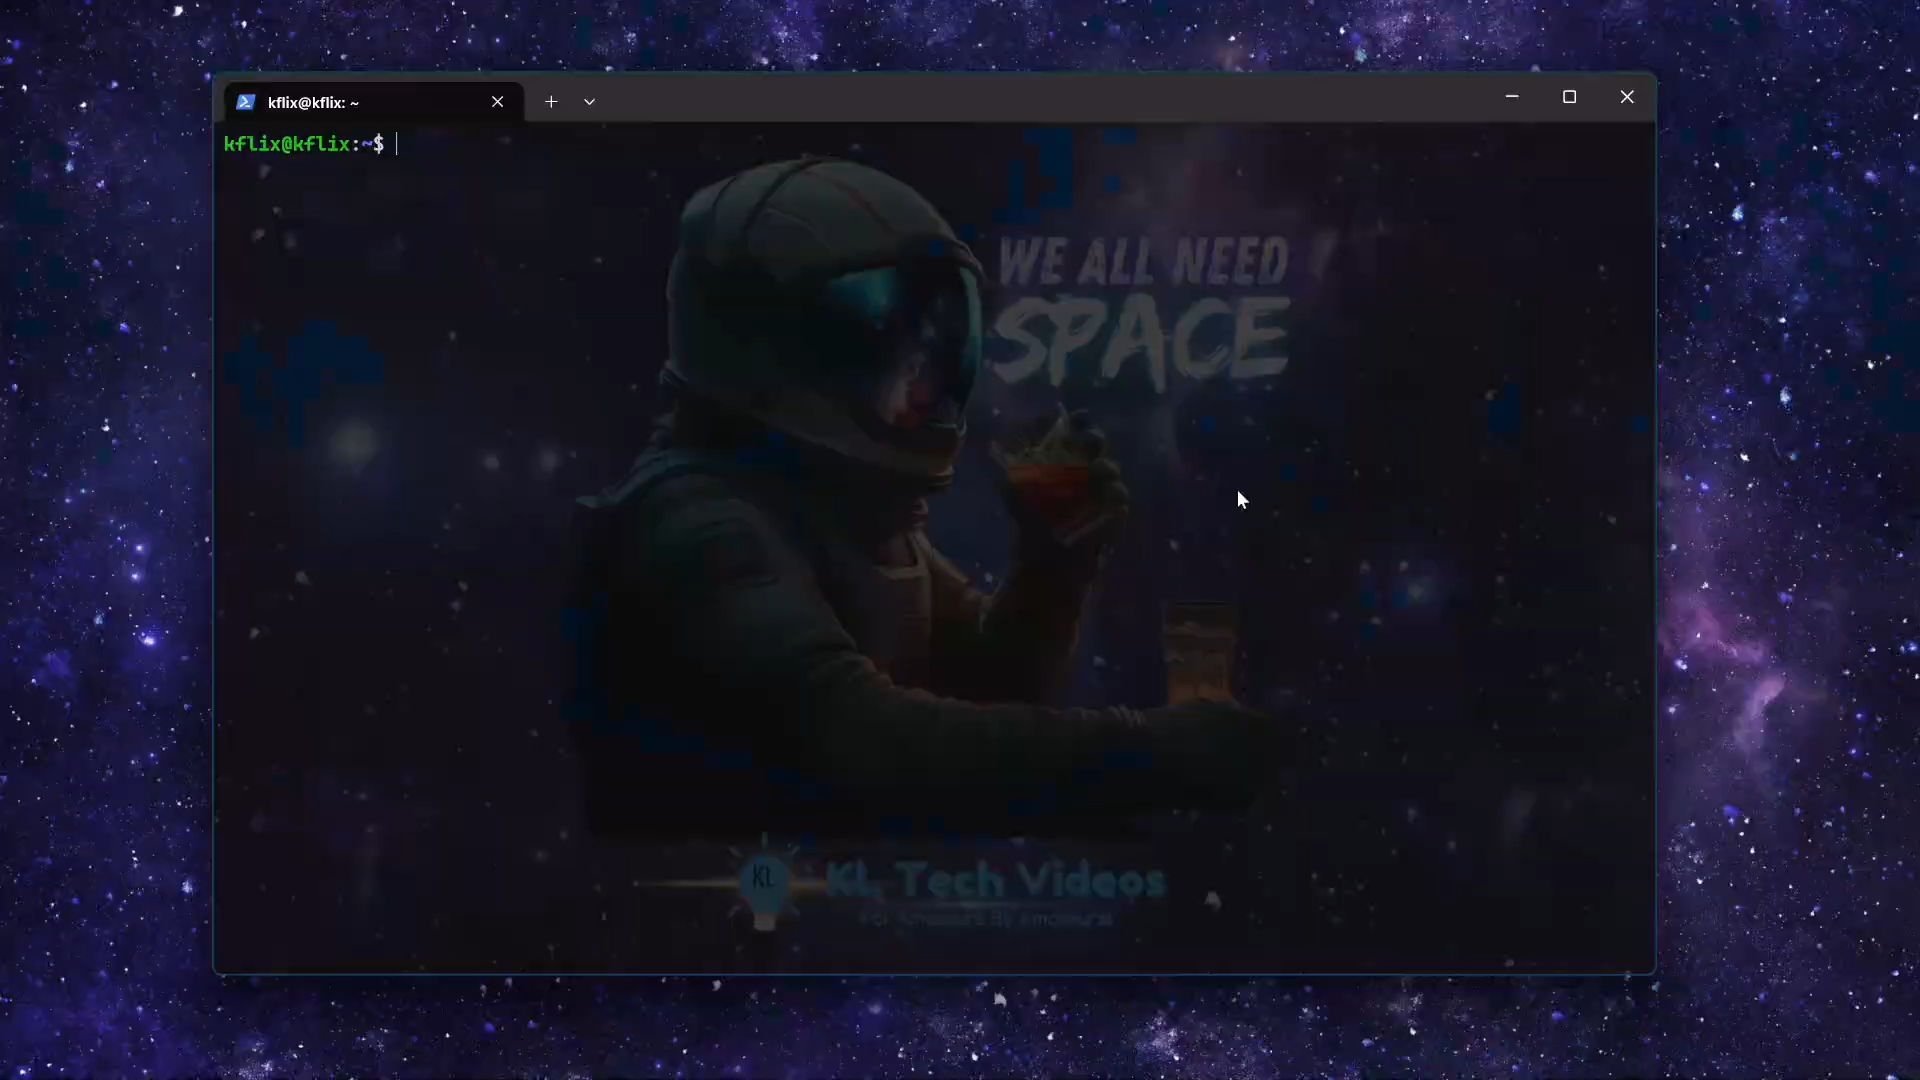 kflix@kflix: ~
kflix@kflix:~$
WE ALL NEED
SPACE
KL
KL Tech Videos